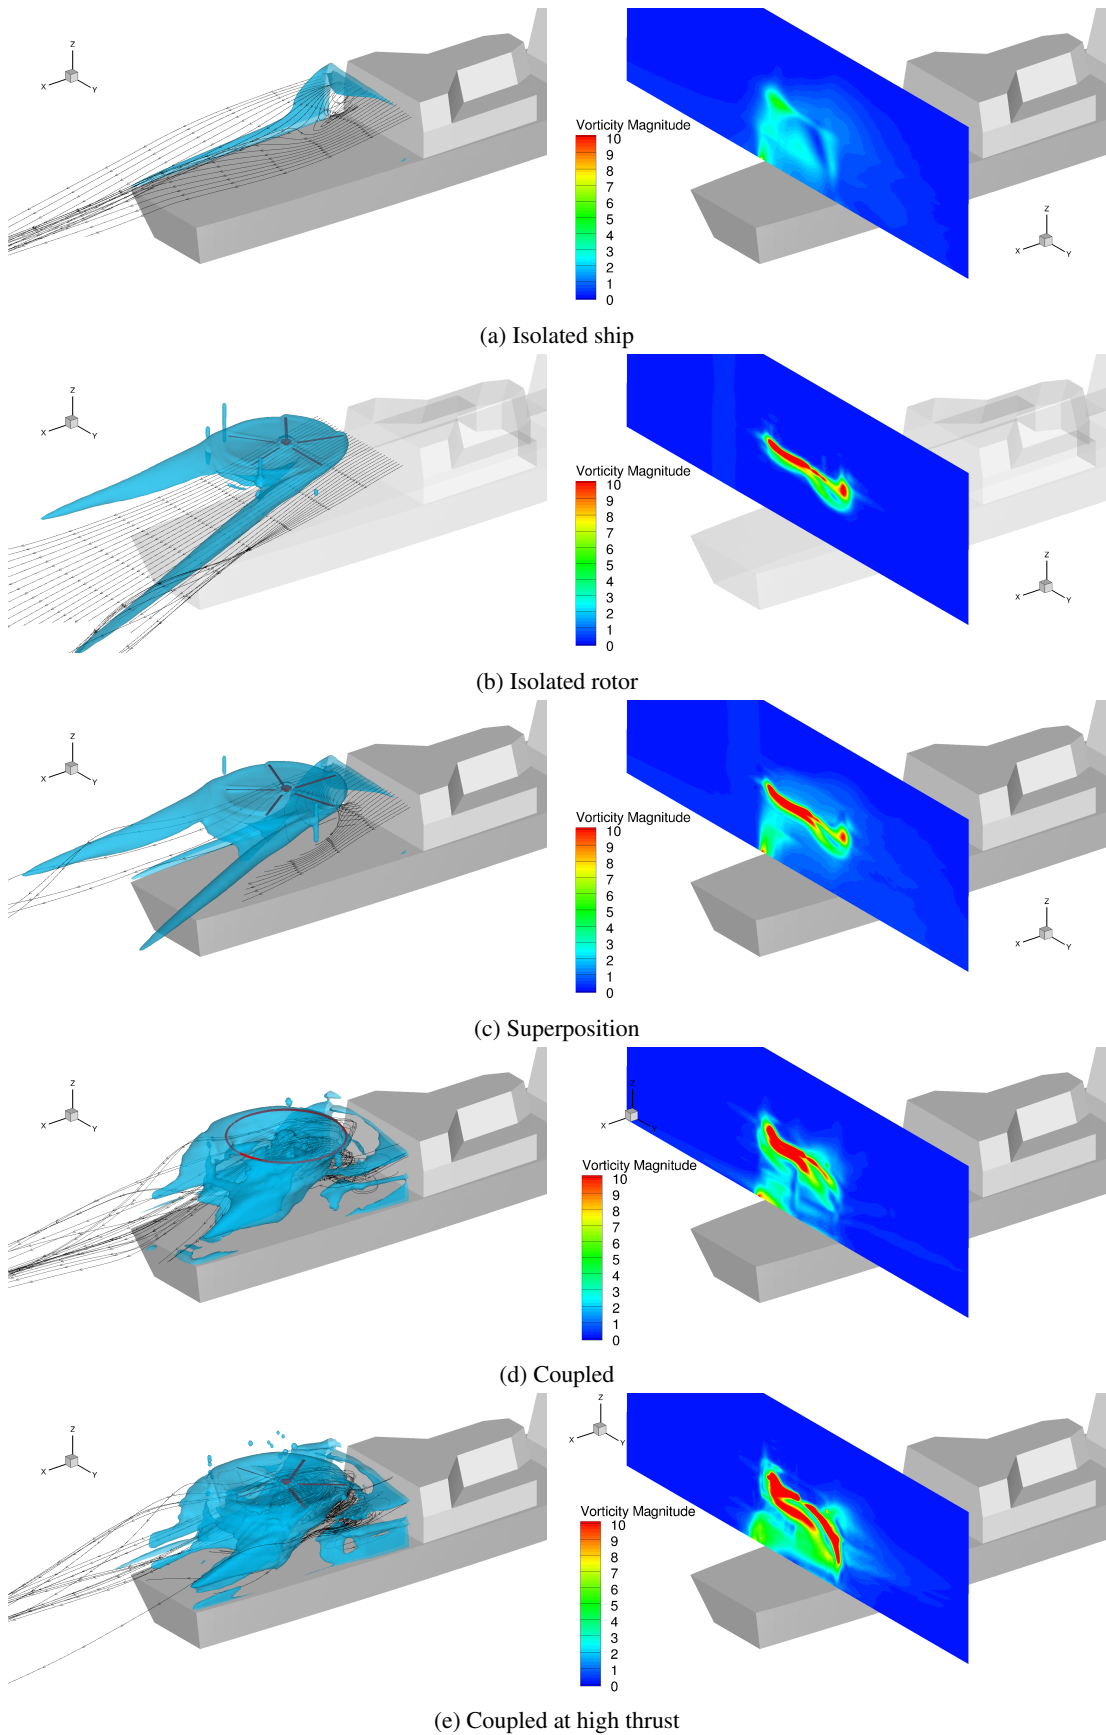 Z
X
Y
Vorticity Magnitude
10
9
8
7
6
5
4
3
2
1
0
Z
X
Y
(a) Isolated ship
Z
X
Y
Vorticity Magnitude
10
9
8
7
6
5
4
3
2
1
0
Z
X
Y
(b) Isolated rotor
Z
X
Y
Vorticity Magnitude
10
9
8
7
6
5
4
3
2
1
0
Z
X
Y
(c) Superposition
Z
X
Y
Z
X
Y
Vorticity Magnitude
10
9
8
7
6
5
4
3
2
1
0
(d) Coupled
Z
X
Y
Z
X
Y
Vorticity Magnitude
10
9
8
7
6
5
4
3
2
1
0
(e) Coupled at high thrust